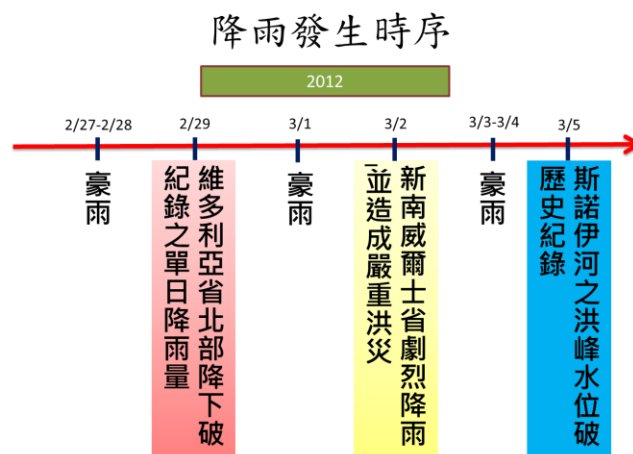 降雨發生時序
2012
2/27-2/28
2/29
3/1
3/2
3/3-3/4
3/5
豪雨
維多利亞省北部降下破
紀錄之單日降雨量
豪雨
新南威爾士省劇烈降雨
並造成嚴重洪災
豪雨
斯諾伊河之洪峰水位破
歷史紀錄